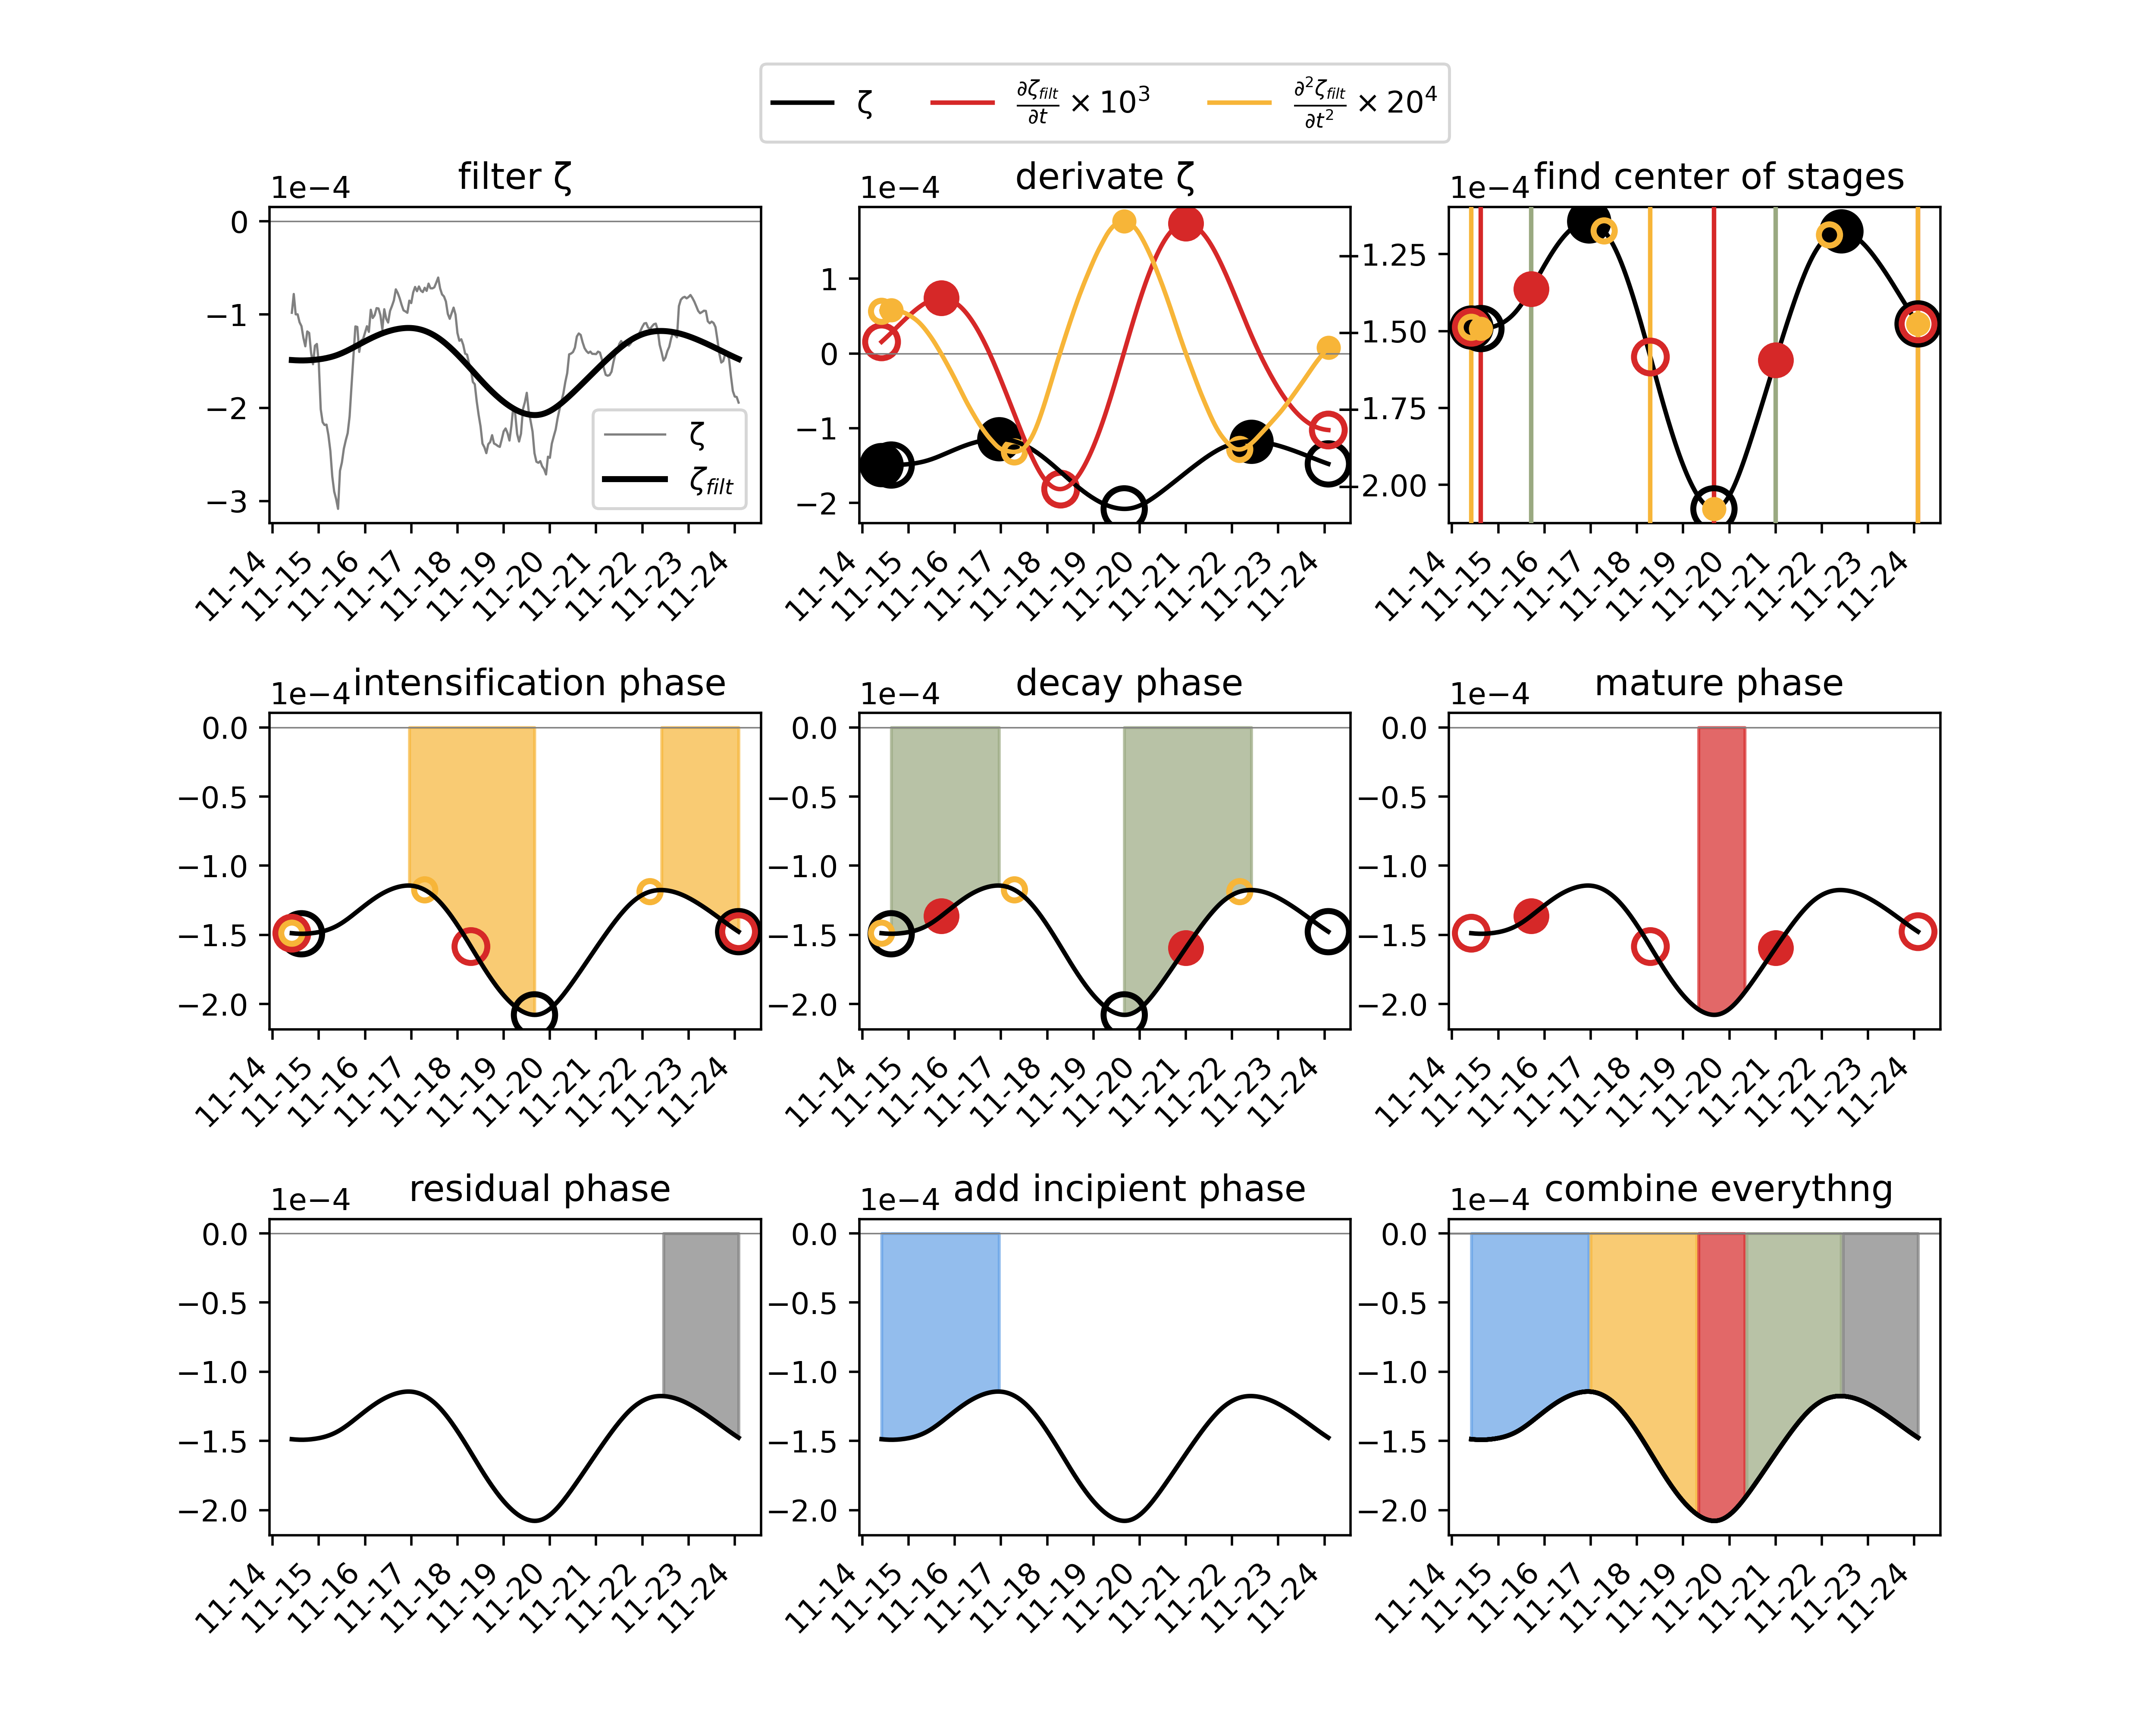 ζ ∂ζ_filt/∂t × 10³ ∂²ζ_filt/∂t² × 20⁴
filter ζ
1e−4
0
−1
−2
−3
ζ
ζ_filt
11-14 11-15 11-16 11-17 11-18 11-19 11-20 11-21 11-22 11-23 11-24
derivate ζ
1e−4
1
0
−1
−2
11-14 11-15 11-16 11-17 11-18 11-19 11-20 11-21 11-22 11-23 11-24
find center of stages
1e−4
−1.25
−1.50
−1.75
−2.00
11-14 11-15 11-16 11-17 11-18 11-19 11-20 11-21 11-22 11-23 11-24
intensification phase
1e−4
0.0
−0.5
−1.0
−1.5
−2.0
11-14 11-15 11-16 11-17 11-18 11-19 11-20 11-21 11-22 11-23 11-24
decay phase
1e−4
0.0
−0.5
−1.0
−1.5
−2.0
11-14 11-15 11-16 11-17 11-18 11-19 11-20 11-21 11-22 11-23 11-24
mature phase
1e−4
0.0
−0.5
−1.0
−1.5
−2.0
11-14 11-15 11-16 11-17 11-18 11-19 11-20 11-21 11-22 11-23 11-24
residual phase
1e−4
0.0
−0.5
−1.0
−1.5
−2.0
11-14 11-15 11-16 11-17 11-18 11-19 11-20 11-21 11-22 11-23 11-24
add incipient phase
1e−4
0.0
−0.5
−1.0
−1.5
−2.0
11-14 11-15 11-16 11-17 11-18 11-19 11-20 11-21 11-22 11-23 11-24
combine everythng
1e−4
0.0
−0.5
−1.0
−1.5
−2.0
11-14 11-15 11-16 11-17 11-18 11-19 11-20 11-21 11-22 11-23 11-24